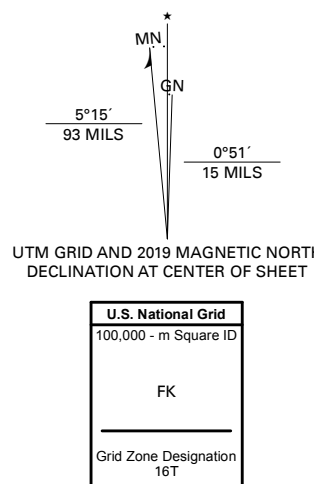 ★
MN
GN
5°15´
93 MILS
0°51´
15 MILS
UTM GRID AND 2019 MAGNETIC NORTH
DECLINATION AT CENTER OF SHEET
U.S. National Grid
100,000 - m Square ID
FK
Grid Zone Designation
16T